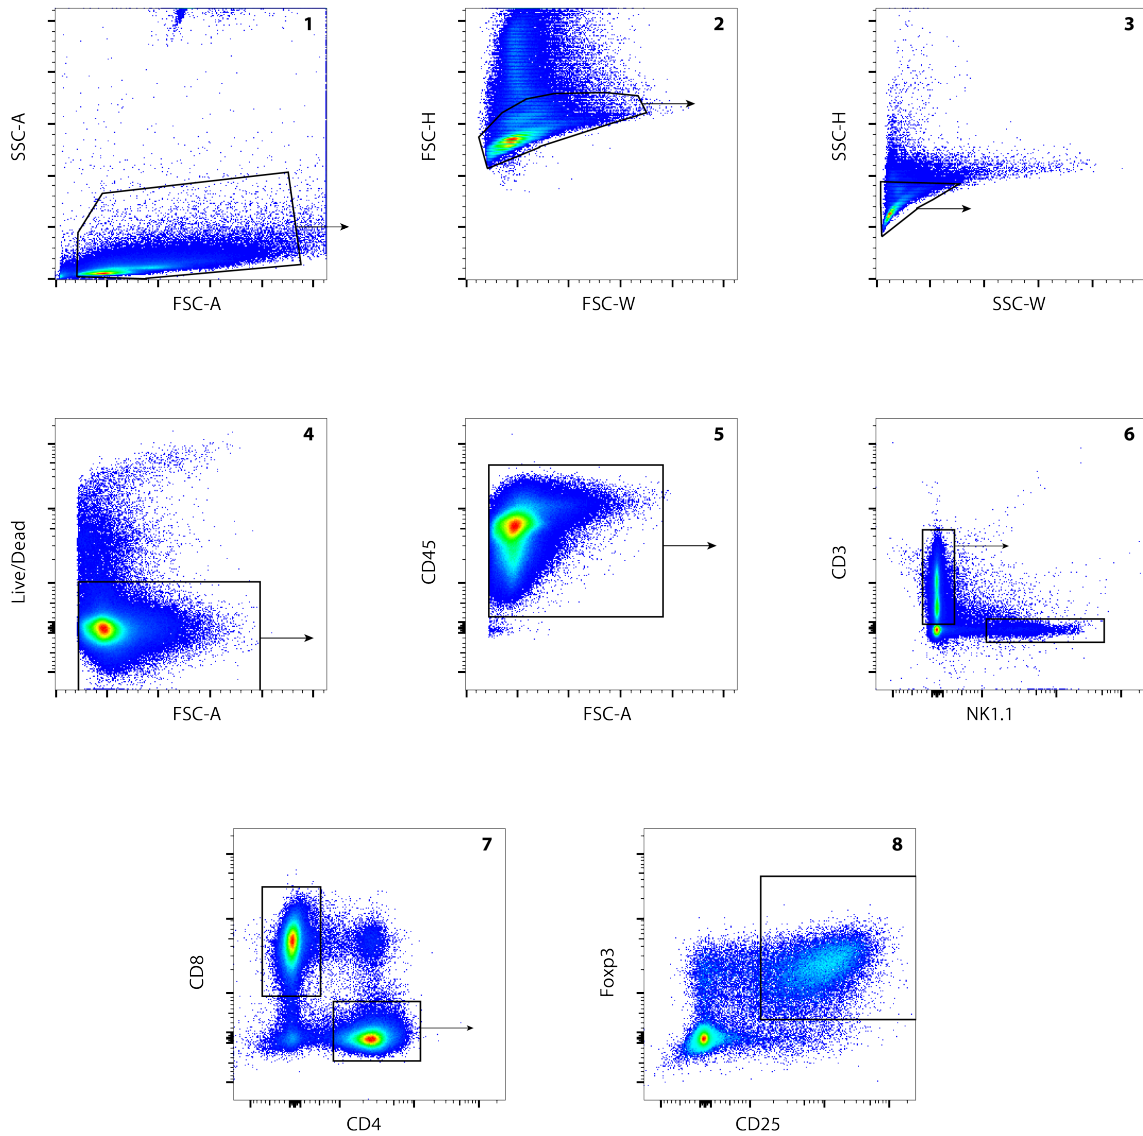 1
SSC-A
FSC-A
2
FSC-H
FSC-W
3
SSC-H
SSC-W
4
Live/Dead
FSC-A
5
CD45
FSC-A
6
CD3
NK1.1
7
CD8
CD4
8
Foxp3
CD25